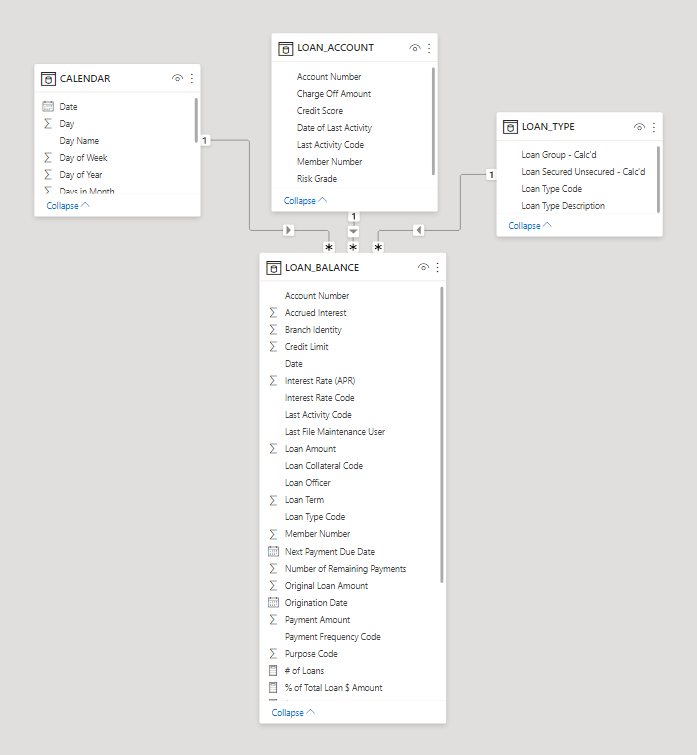 CALENDAR
Date
Day
Day Name
Day of Week
Day of Year
Days in Month
Collapse
1
LOAN_ACCOUNT
Account Number
Charge Off Amount
Credit Score
Date of Last Activity
Last Activity Code
Member Number
Risk Grade
Collapse
1
LOAN_TYPE
Loan Group - Calc'd
Loan Secured Unsecured - Calc'd
Loan Type Code
Loan Type Description
Collapse
1
* * *
LOAN_BALANCE
Account Number
Accrued Interest
Branch Identity
Credit Limit
Date
Interest Rate (APR)
Interest Rate Code
Last Activity Code
Last File Maintenance User
Loan Amount
Loan Collateral Code
Loan Officer
Loan Term
Loan Type Code
Member Number
Next Payment Due Date
Number of Remaining Payments
Original Loan Amount
Origination Date
Payment Amount
Payment Frequency Code
Purpose Code
# of Loans
% of Total Loan $ Amount
Collapse